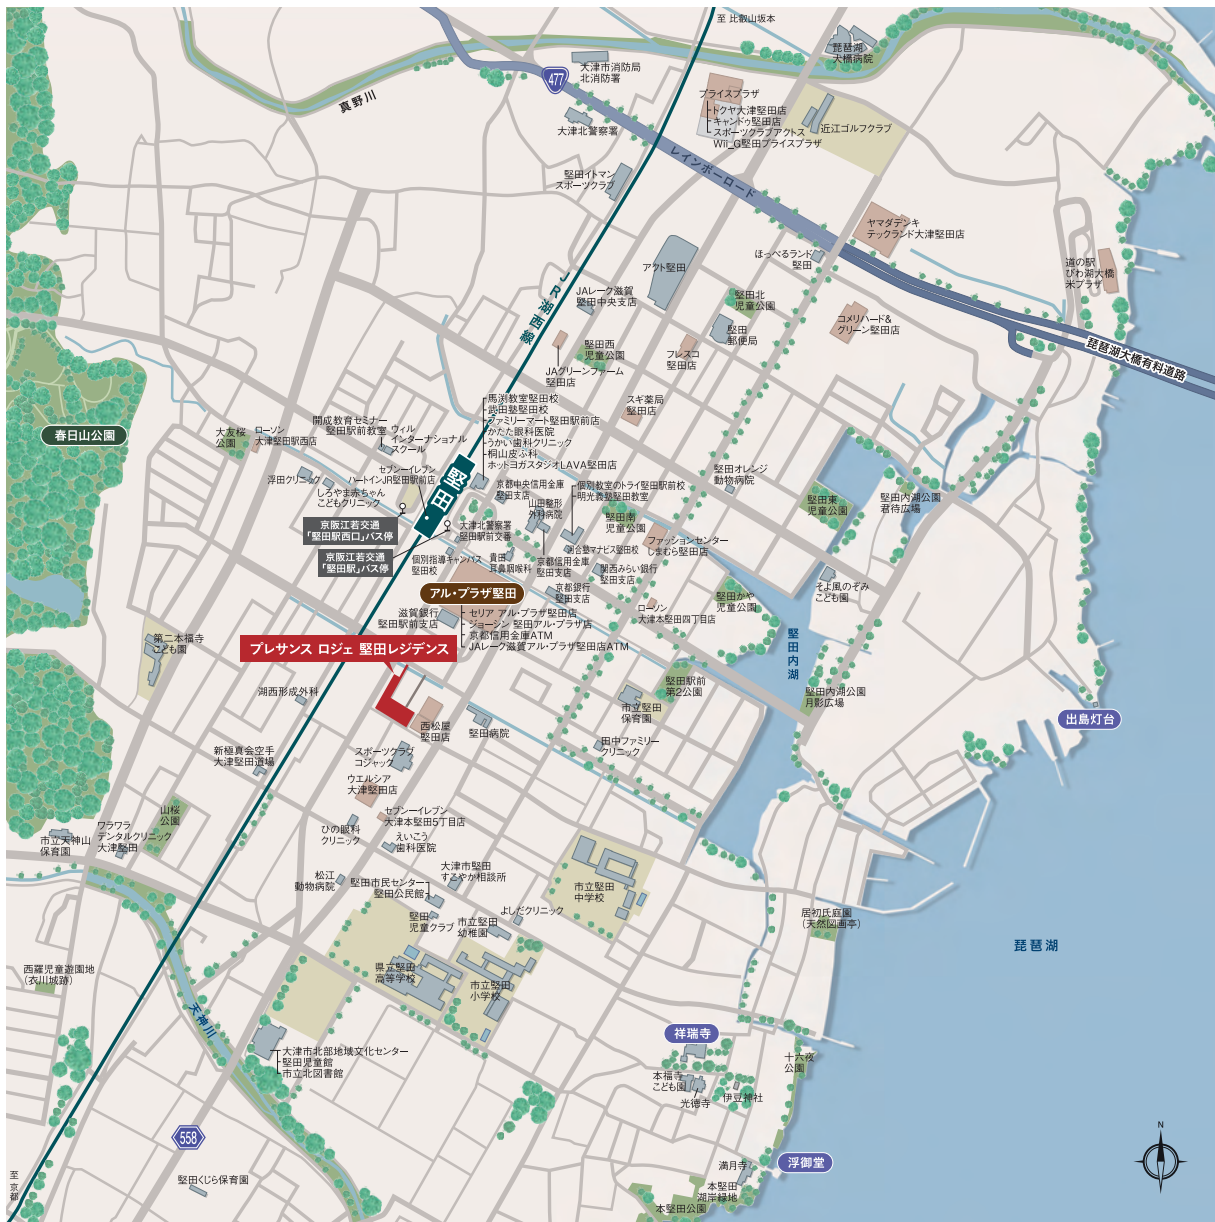 至 比叡山坂本
琵琶湖
大橋病院
大津市消防局
北消防署
477
真野川
大津北警察署
プライスプラザ
トクヤ大津堅田店
キャンドゥ堅田店
スポーツクラブアクトス
Will_G堅田プライスプラザ
近江ゴルフクラブ
レインボーロード
堅田イトマン
スポーツクラブ
ヤマダデンキ
テックランド大津堅田店
ほっぺるランド
堅田
道の駅
びわ湖大橋
米プラザ
アクト堅田
JR湖西線
JAレーク滋賀
堅田中央支店
堅田北
児童公園
堅田
郵便局
コメリハード&
グリーン堅田店
琵琶湖大橋有料道路
堅田西
児童公園
フレスコ
堅田店
JAグリーンファーム
堅田店
スギ薬局
堅田店
馬渕教室堅田校
武田塾堅田校
ファミリーマート堅田駅前店
かたた眼科医院
うかい歯科クリニック
桐山皮ふ科
ホットヨガスタジオLAVA堅田店
開成教育セミナー
堅田駅前教室
ウィル
インターナショナル
スクール
春日山公園
大友桜
公園
ローソン
大津堅田駅西店
浮田クリニック
しろやま赤ちゃん
こどもクリニック
セブンーイレブン
ハートインJR堅田駅前店
堅田
京都中央信用金庫
堅田支店
個別教室のトライ堅田駅前校
明光義塾堅田教室
山田整形
外科病院
堅田オレンジ
動物病院
堅田東
児童公園
堅田内湖公園
君待広場
堅田南
児童公園
京阪江若交通
「堅田駅西口」バス停
京阪江若交通
「堅田駅」バス停
大津北警察署
堅田駅前交番
ファッションセンター
しまむら堅田店
個別指導キャンパス
堅田校
貴田
耳鼻咽喉科
河合塾マナビス堅田校
京都信用金庫
堅田支店
関西みらい銀行
堅田支店
アル・プラザ堅田
京都銀行
堅田支店
堅田かや
児童公園
そよ風のぞみ
こども園
滋賀銀行
堅田駅前支店
セリア アル・プラザ堅田店
ジョーシン 堅田アル・プラザ店
京都信用金庫ATM
JAレーク滋賀アル・プラザ堅田店ATM
ローソン
大津本堅田四丁目店
堅田内湖
第二本福寺
こども園
プレサンス ロジェ 堅田レジデンス
湖西形成外科
堅田駅前
第2公園
市立堅田
保育園
堅田内湖公園
月影広場
出島灯台
西松屋
堅田店
堅田病院
田中ファミリー
クリニック
新極真会空手
大津堅田道場
スポーツクラブ
コジャック
ウエルシア
大津堅田店
山桜
公園
ワラワラ
デンタルクリニック
大津堅田
市立天神山
保育園
ひの眼科
クリニック
セブンーイレブン
大津本堅田5丁目店
えいこう
歯科医院
松江
動物病院
大津市堅田
すこやか相談所
堅田市民センター
堅田公民館
堅田
児童クラブ
市立堅田
幼稚園
よしだクリニック
市立堅田
中学校
居初氏庭園
(天然図画亭)
琵琶湖
西羅児童遊園地
(衣川城跡)
県立堅田
高等学校
市立堅田
小学校
天神川
大津市北部地域文化センター
堅田児童館
市立北図書館
祥瑞寺
十六夜
公園
本福寺
こども園
光徳寺
伊豆神社
558
堅田くじら保育園
至 京都
満月寺
浮御堂
本堅田
湖岸緑地
本堅田公園
N